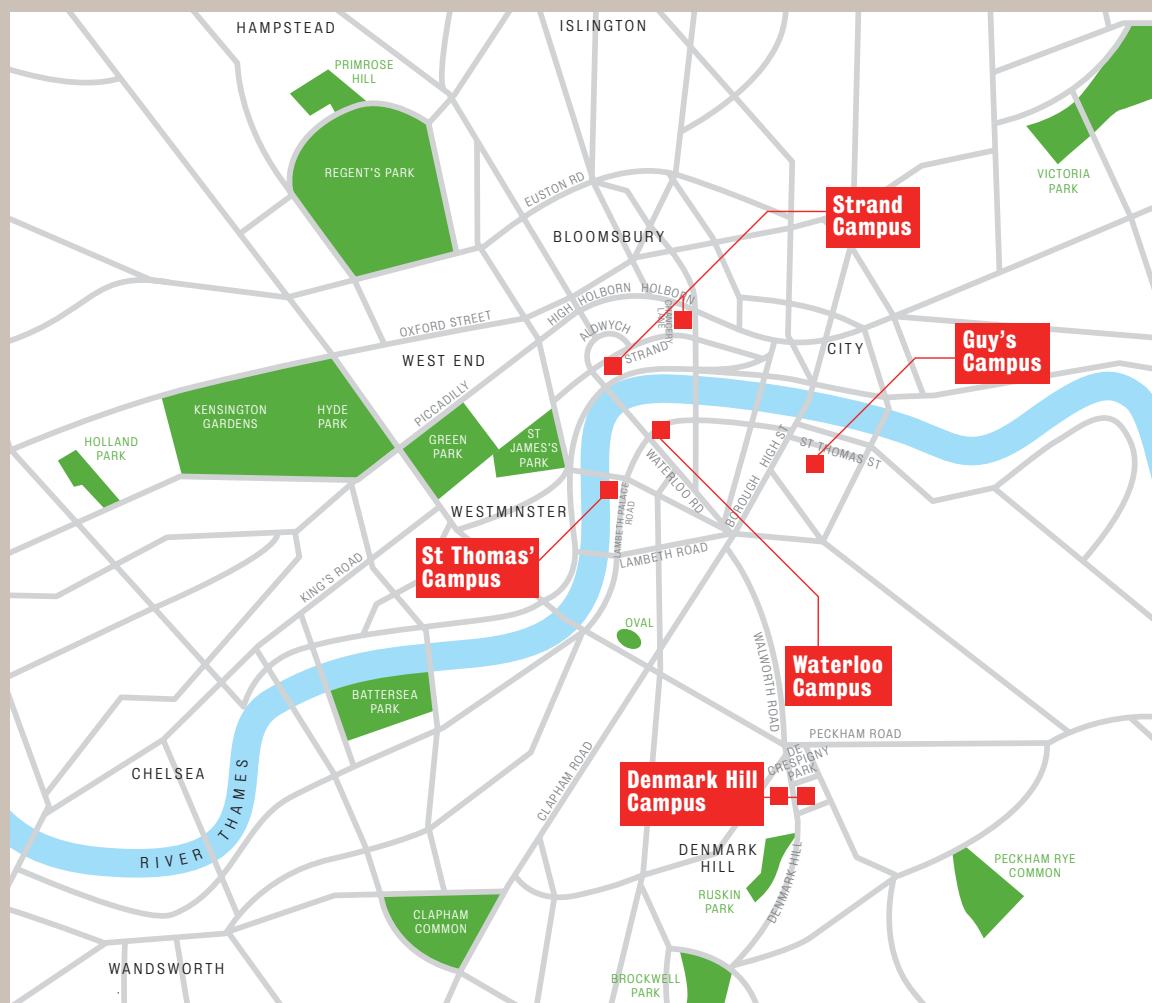 HAMPSTEAD
ISLINGTON
PRIMROSE
HILL
REGENT'S PARK
VICTORIA
PARK
EUSTON RD
Strand
Campus
BLOOMSBURY
HIGH HOLBORN
HOLBORN
CHANCERY
LANE
OXFORD STREET
ALDWYCH
STRAND
WEST END
CITY
Guy's
Campus
PICCADILLY
KENSINGTON
GARDENS
HYDE
PARK
HOLLAND
PARK
GREEN
PARK
ST
JAMES'S
PARK
ST THOMAS ST
BOROUGH HIGH ST
WATERLOO RD
LAMBETH PALACE
ROAD
WESTMINSTER
St Thomas'
Campus
LAMBETH ROAD
KING'S ROAD
OVAL
WALWORTH ROAD
Waterloo
Campus
BATTERSEA
PARK
PECKHAM ROAD
DE
CRESPIGNY
PARK
CLAPHAM ROAD
Denmark Hill
Campus
CHELSEA
RIVER THAMES
DENMARK
HILL
DENMARK HILL
RUSKIN
PARK
PECKHAM RYE
COMMON
CLAPHAM
COMMON
WANDSWORTH
BROCKWELL
PARK